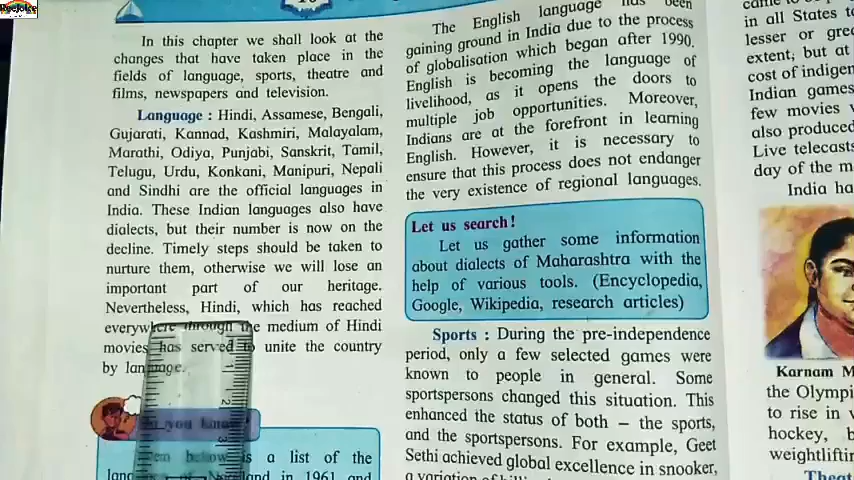 Reejoice
In this chapter we shall look at the
changes that have taken place in the
fields of language, sports, theatre and
films, newspapers and television.
Language : Hindi, Assamese, Bengali,
Gujarati, Kannad, Kashmiri, Malayalam,
Marathi, Odiya, Punjabi, Sanskrit, Tamil,
Telugu, Urdu, Konkani, Manipuri, Nepali
and Sindhi are the official languages in
India. These Indian languages also have
dialects, but their number is now on the
decline. Timely steps should be taken to
nurture them, otherwise we will lose an
important part of our heritage.
Nevertheless, Hindi, which has reached
everywhere through the medium of Hindi
movies has served to unite the country
by language.
you know?
below is a list of the
in 1961 and
The English language has been
gaining ground in India due to the process
of globalisation which began after 1990.
English is becoming the language of
livelihood, as it opens the doors to
multiple job opportunities. Moreover,
Indians are at the forefront in learning
English. However, it is necessary to
ensure that this process does not endanger
the very existence of regional languages.
Let us search!
Let us gather some information
about dialects of Maharashtra with the
help of various tools. (Encyclopedia,
Google, Wikipedia, research articles)
Sports : During the pre-independence
period, only a few selected games were
known to people in general. Some
sportspersons changed this situation. This
enhanced the status of both – the sports,
and the sportspersons. For example, Geet
Sethi achieved global excellence in snooker,
a variation of
in all States
lesser or
extent; but at
cost of
Indian games
few movies
also produced
Live telecasts
day of the
India
Karnam
the
to rise in
hockey,